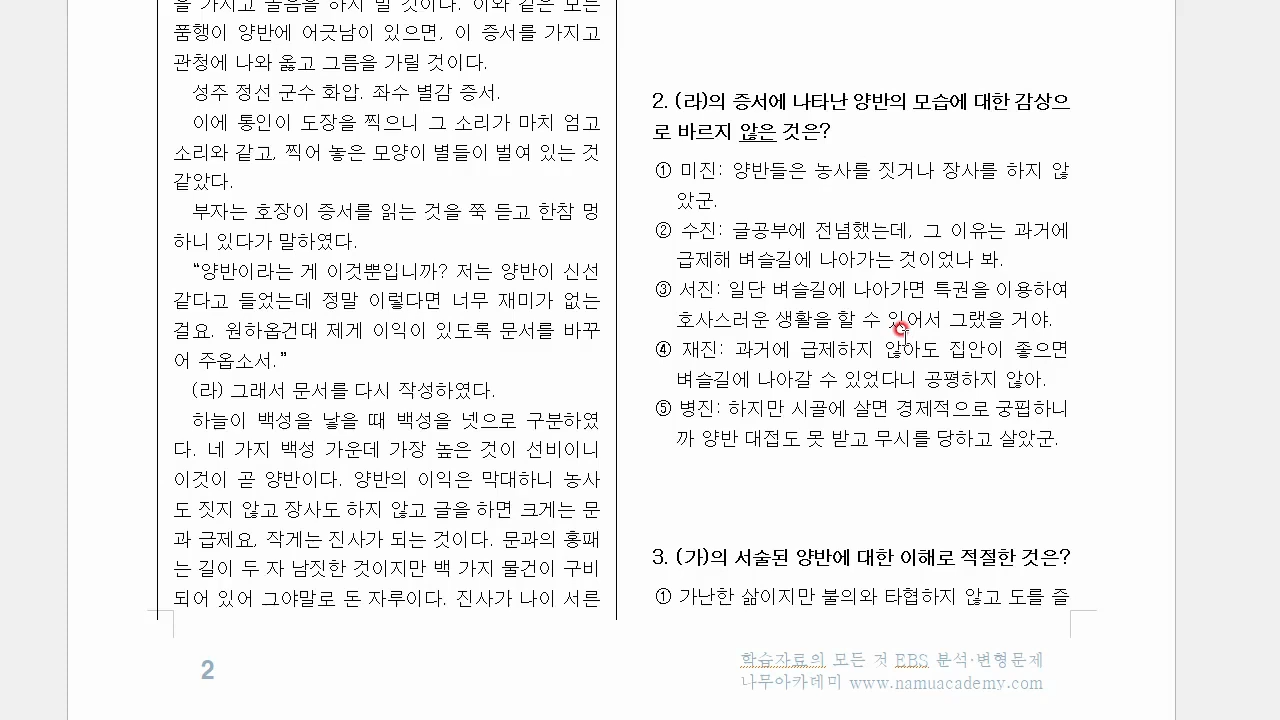 을 가지고 놀음을 하지 말 것이다. 이와 같은 모든
품행이 양반에 어긋남이 있으면, 이 증서를 가지고
관청에 나와 옳고 그름을 가릴 것이다.
성주 정선 군수 화압. 좌수 별감 증서.
이에 통인이 도장을 찍으니 그 소리가 마치 엄고
소리와 같고, 찍어 놓은 모양이 별들이 벌여 있는 것
같았다.
부자는 호장이 증서를 읽는 것을 쭉 듣고 한참 멍
하니 있다가 말하였다.
“양반이라는 게 이것뿐입니까? 저는 양반이 신선
같다고 들었는데 정말 이렇다면 너무 재미가 없는
걸요. 원하옵건대 제게 이익이 있도록 문서를 바꾸
어 주옵소서.”
(라) 그래서 문서를 다시 작성하였다.
하늘이 백성을 낳을 때 백성을 넷으로 구분하였
다. 네 가지 백성 가운데 가장 높은 것이 선비이니
이것이 곧 양반이다. 양반의 이익은 막대하니 농사
도 짓지 않고 장사도 하지 않고 글을 하면 크게는 문
과 급제요, 작게는 진사가 되는 것이다. 문과의 홍패
는 길이 두 자 남짓한 것이지만 백 가지 물건이 구비
되어 있어 그야말로 돈 자루이다. 진사가 나이 서른
2. (라)의 증서에 나타난 양반의 모습에 대한 감상으
로 바르지 않은 것은?
① 미진: 양반들은 농사를 짓거나 장사를 하지 않
았군.
② 수진: 글공부에 전념했는데, 그 이유는 과거에
급제해 벼슬길에 나아가는 것이었나 봐.
③ 서진: 일단 벼슬길에 나아가면 특권을 이용하여
호사스러운 생활을 할 수 있어서 그랬을 거야.
④ 재진: 과거에 급제하지 않아도 집안이 좋으면
벼슬길에 나아갈 수 있었다니 공평하지 않아.
⑤ 병진: 하지만 시골에 살면 경제적으로 궁핍하니
까 양반 대접도 못 받고 무시를 당하고 살았군.
3. (가)의 서술된 양반에 대한 이해로 적절한 것은?
① 가난한 삶이지만 불의와 타협하지 않고 도를 즐
2
학습자료의 모든 것 EBS 분석·변형문제
나무아카데미 www.namuacademy.com